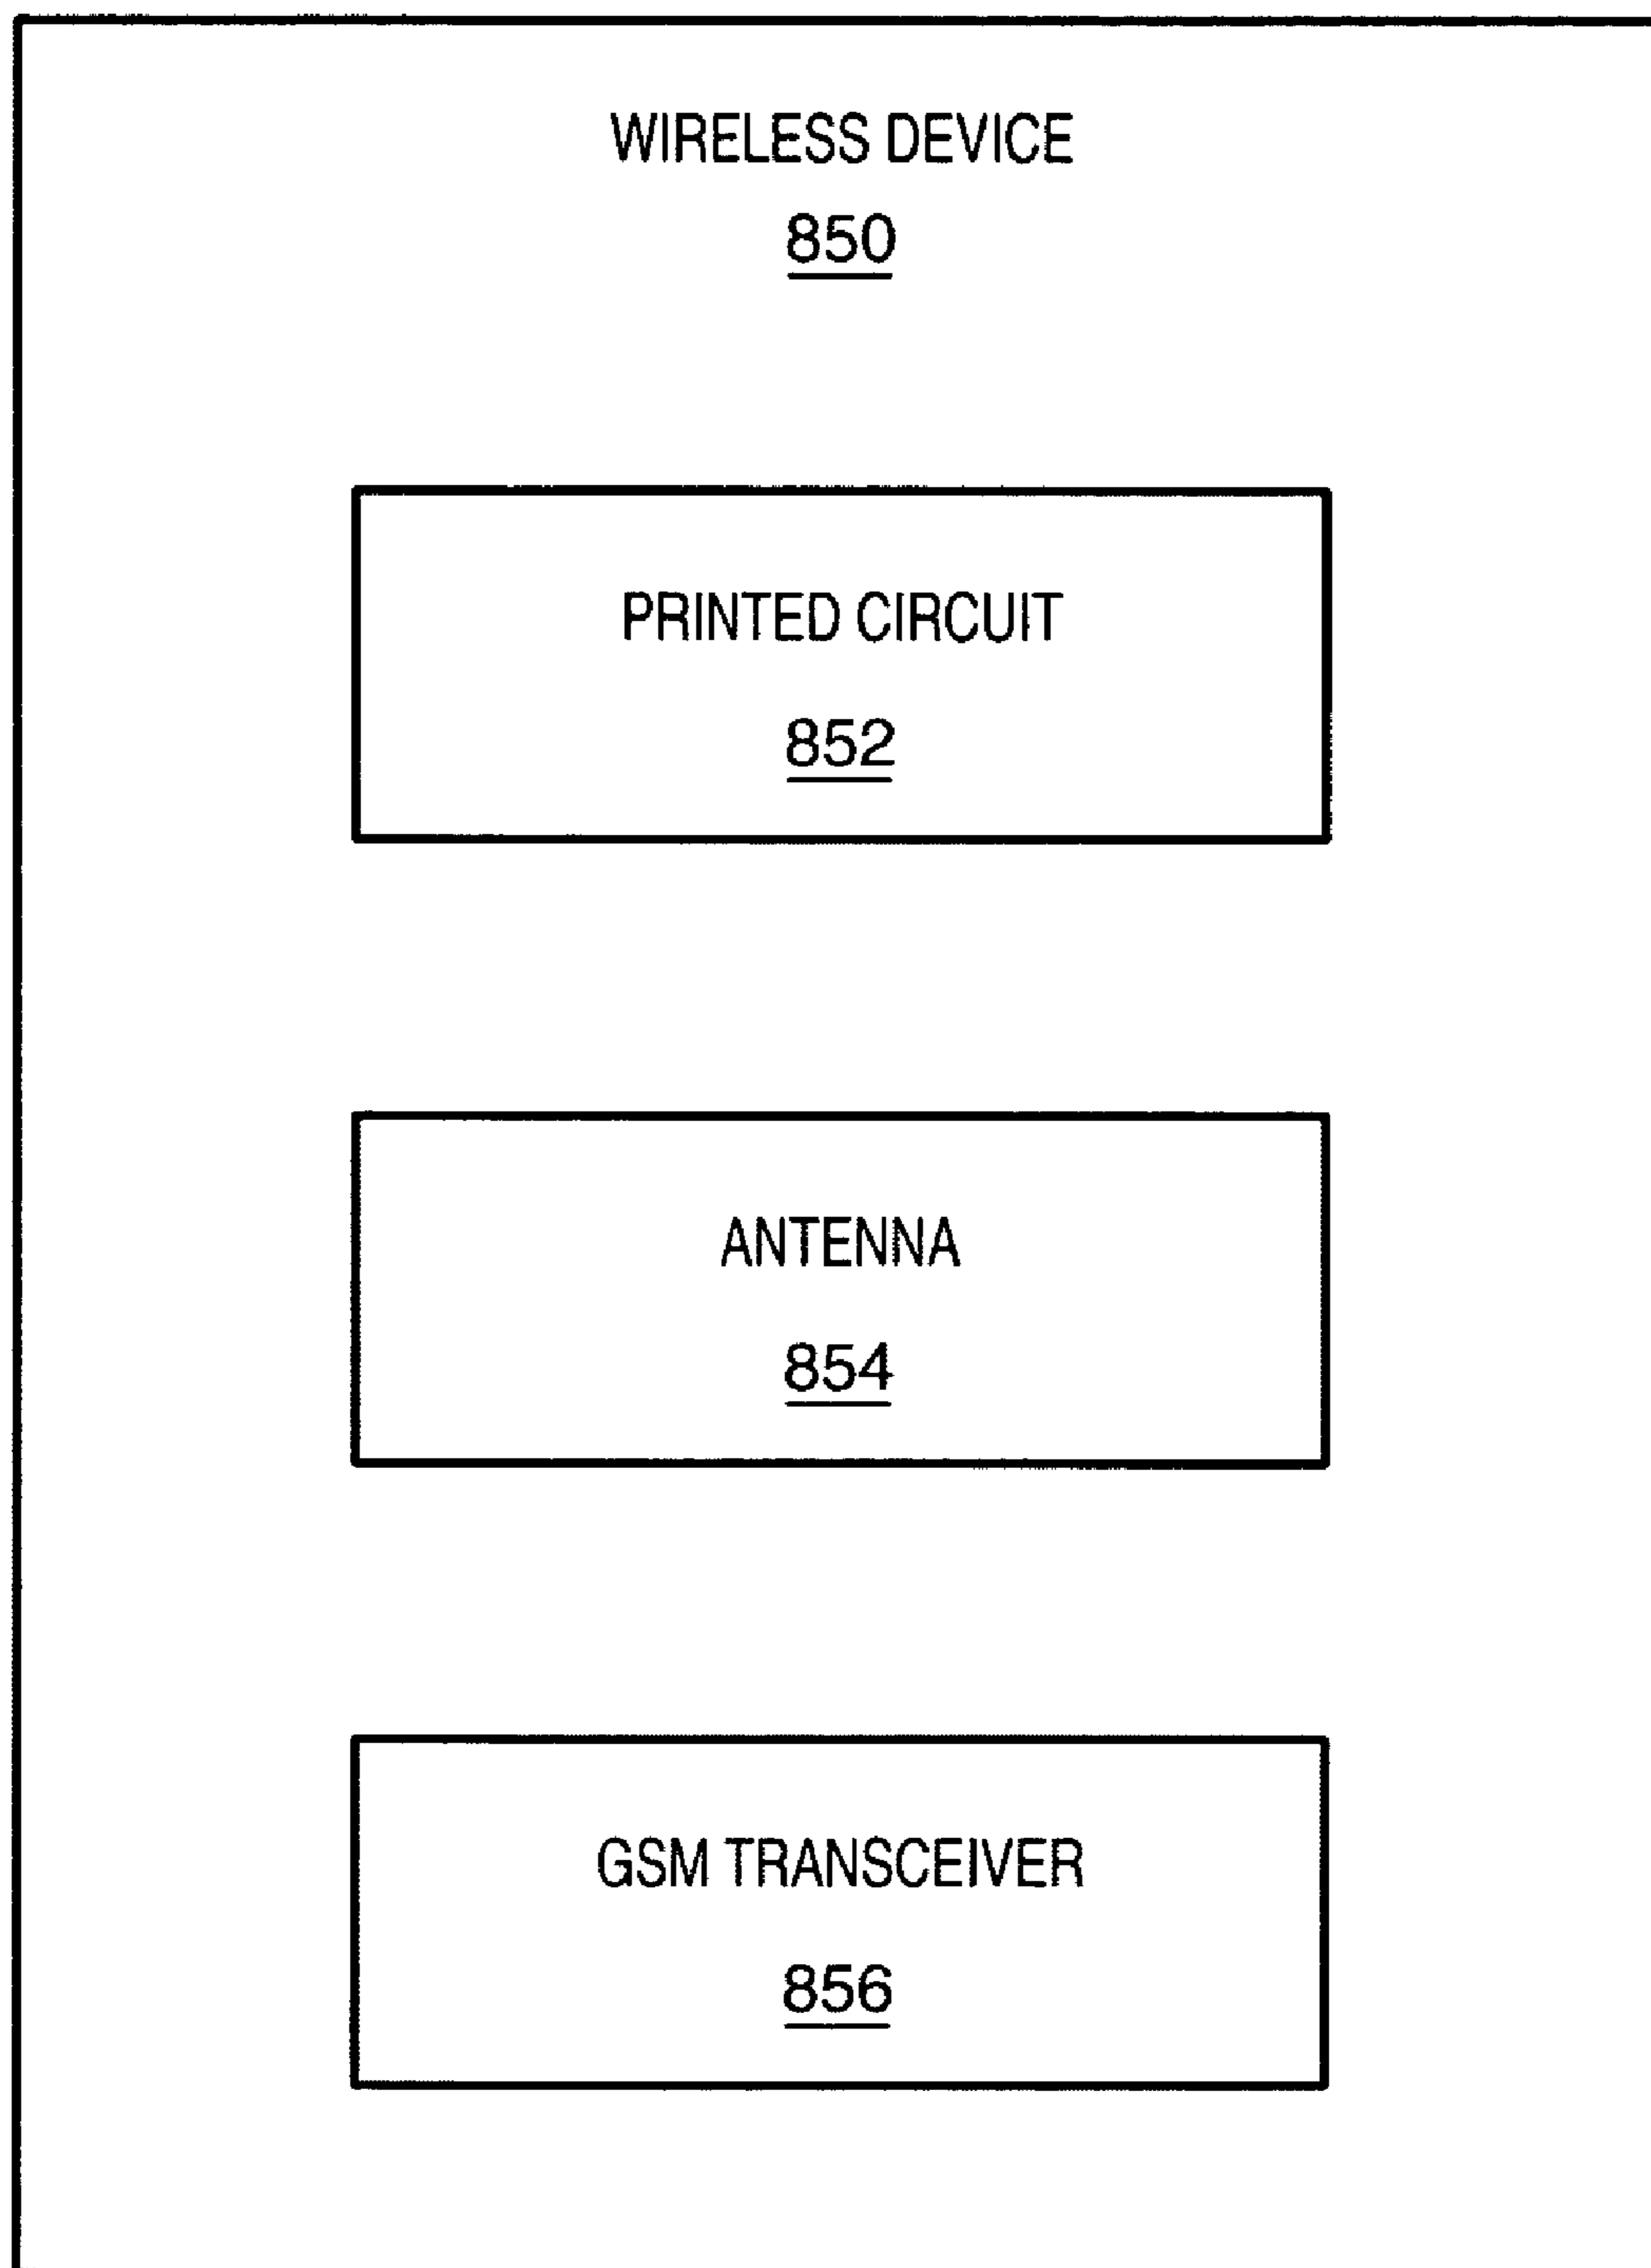 WIRELESS DEVICE
850
PRINTED CIRCUIT
852
ANTENNA
854
GSM TRANSCEIVER
856